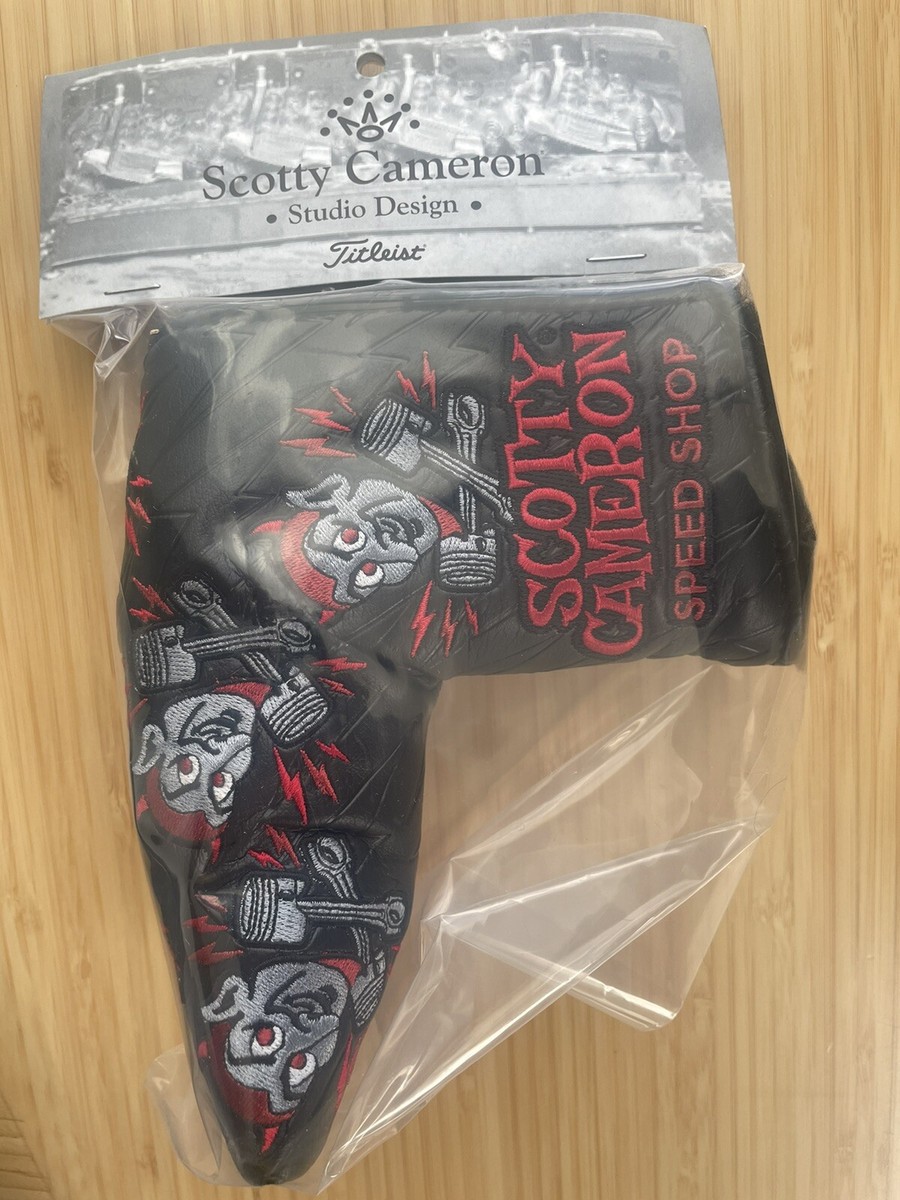 Scotty Cameron
• Studio Design •
Titleist
SCOTTY
CAMERON
SPEED SHOP